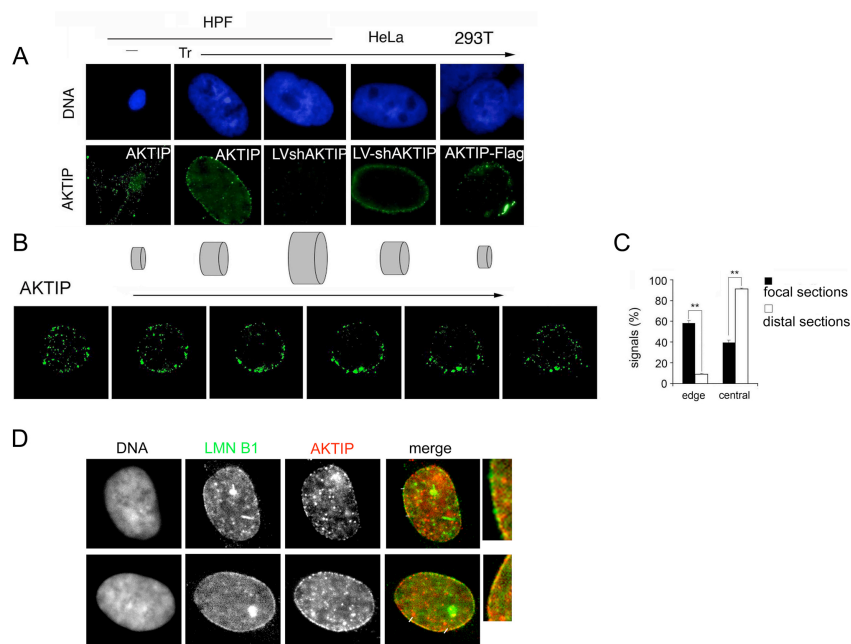 HPF
HeLa
293T
— Tr
A
DNA
AKTIP
AKTIP
AKTIP
LVshAKTIP
LV-shAKTIP
AKTIP-Flag
B
AKTIP
C
signals (%)
100
80
60
40
20
0
**
**
edge
central
focal sections
distal sections
D
DNA
LMN B1
AKTIP
merge